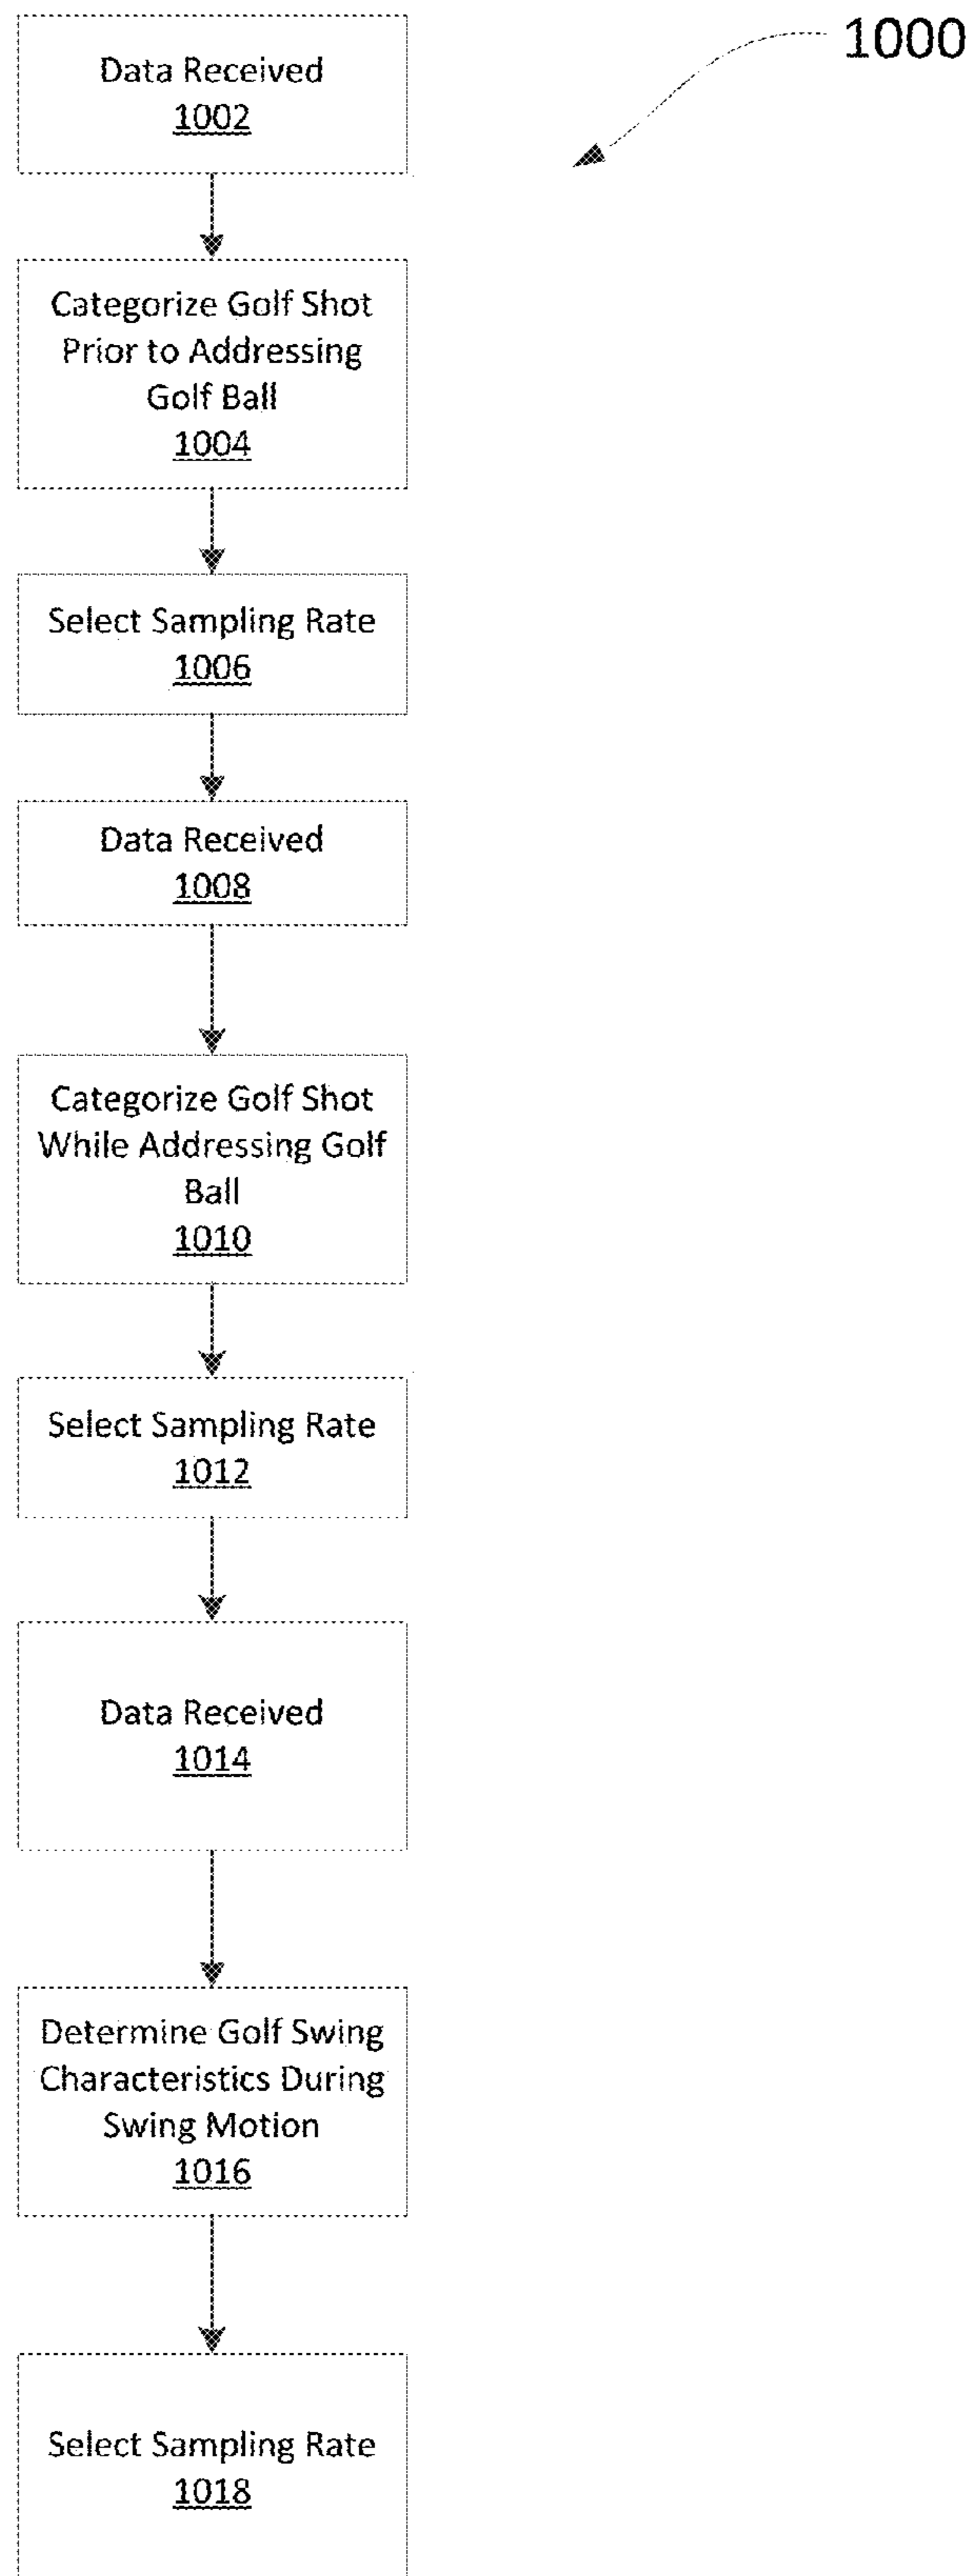 1000
Data Received
1002
Categorize Golf Shot
Prior to Addressing
Golf Ball
1004
Select Sampling Rate
1006
Data Received
1008
Categorize Golf Shot
While Addressing Golf
Ball
1010
Select Sampling Rate
1012
Data Received
1014
Determine Golf Swing
Characteristics During
Swing Motion
1016
Select Sampling Rate
1018